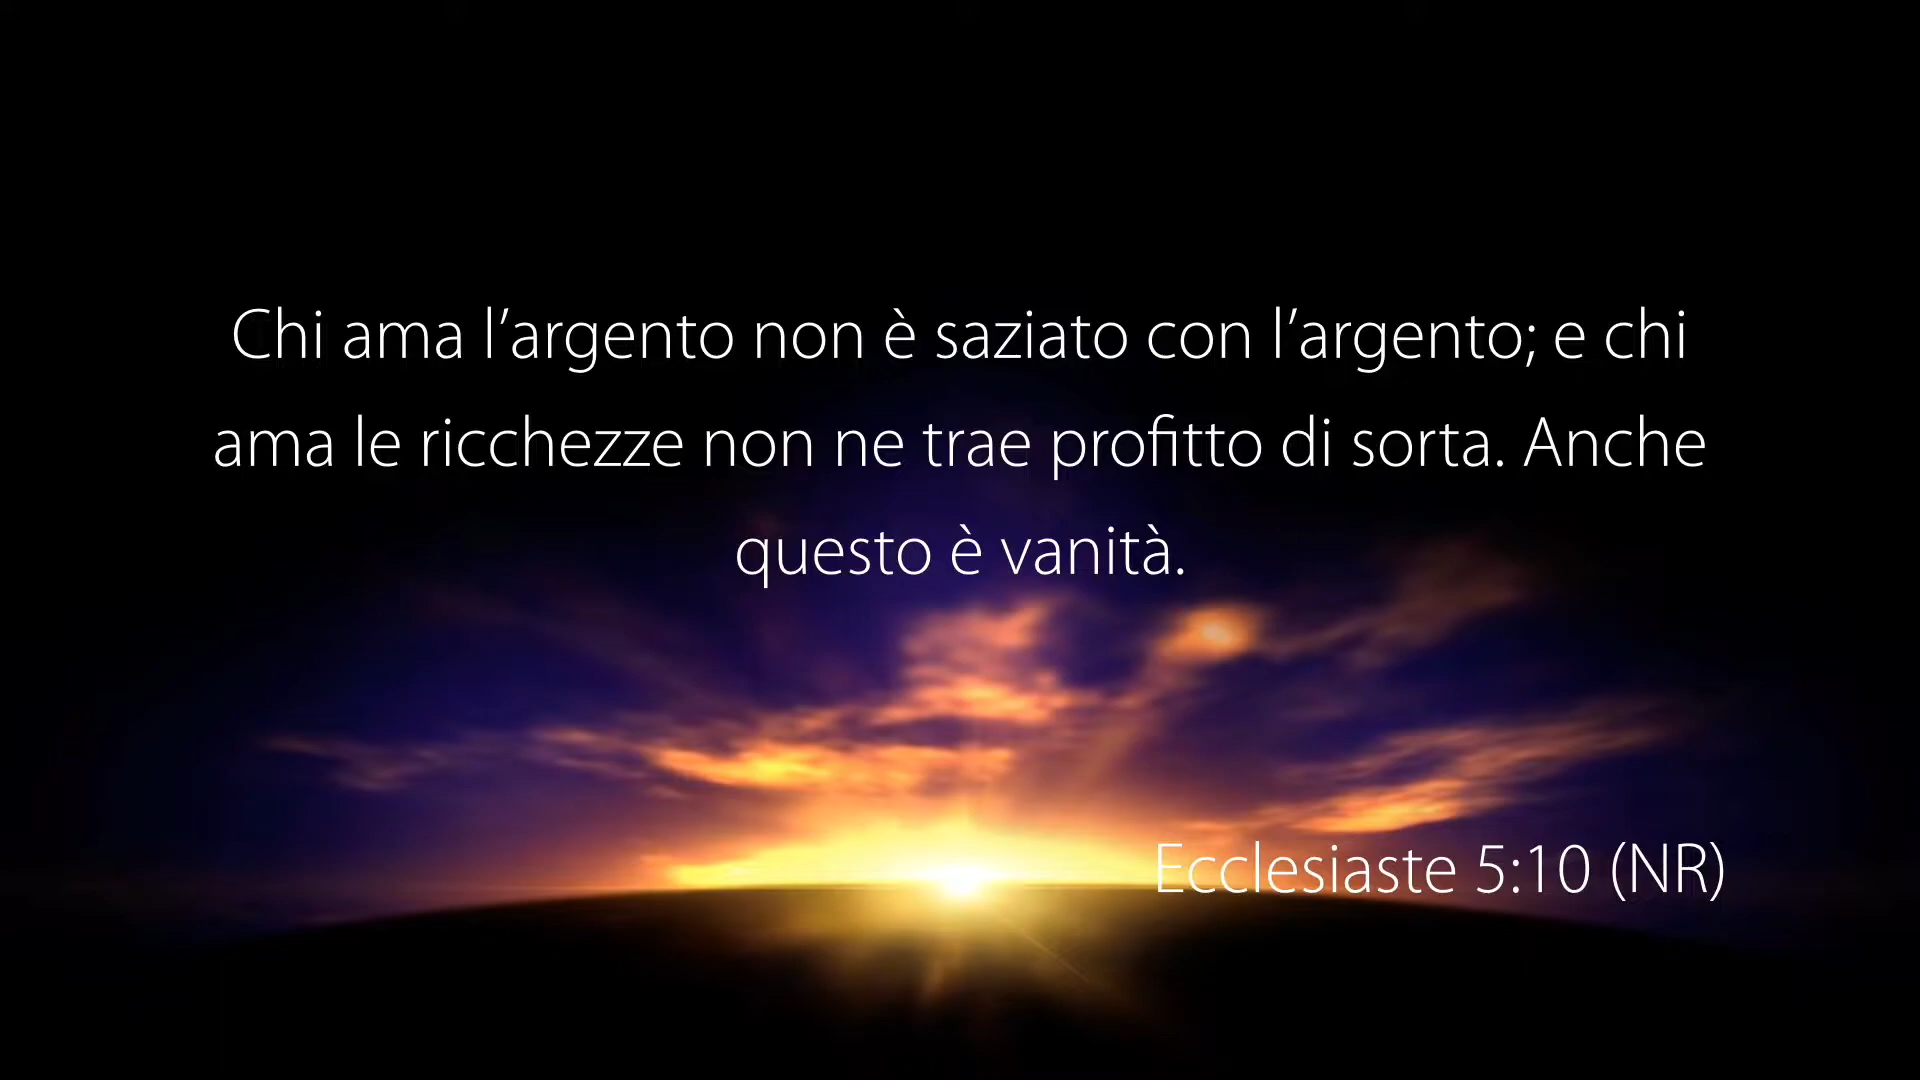 Chi ama l’argento non è saziato con l’argento; e chi
ama le ricchezze non ne trae profitto di sorta. Anche
questo è vanità.
Ecclesiaste 5:10 (NR)